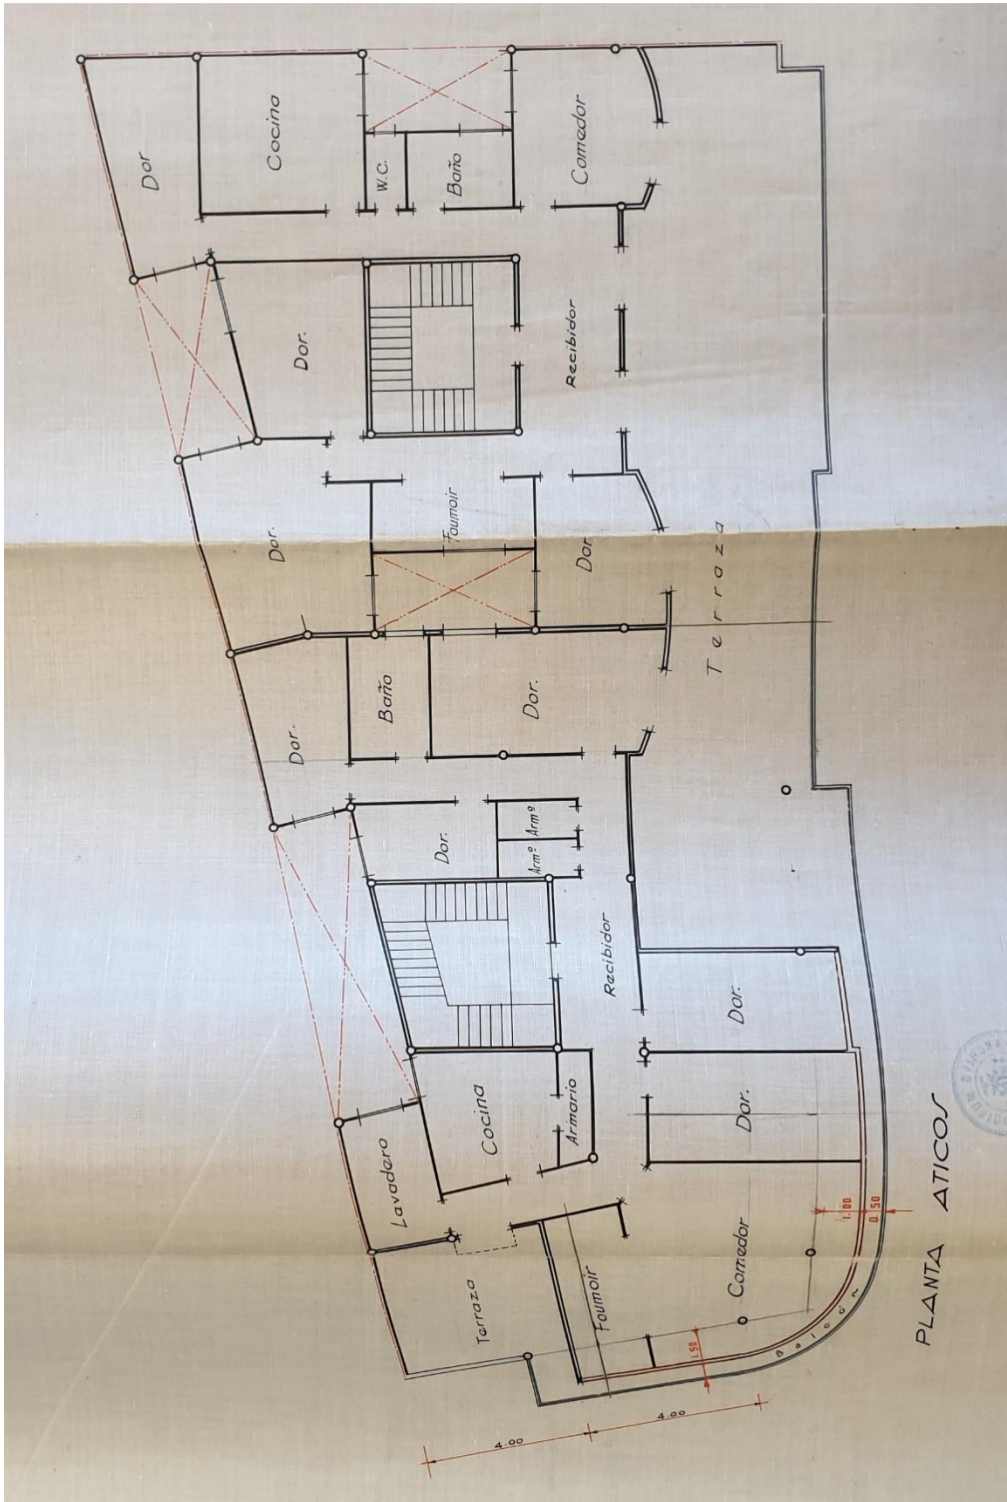 Dor
Cocina
W.C.
Baño
Comedor
Dor.
Recibidor
Dor.
Foumoir
Dor.
Terraza
Dor.
Baño
Dor.
Dor.
Armº
Armº
Recibidor
Dor.
Lavadero
Cocina
Armario
Dor.
Terraza
Foumoir
Comedor
Balcón
1.00
0.50
1.50
4.00
4.00
PLANTA ATICOS